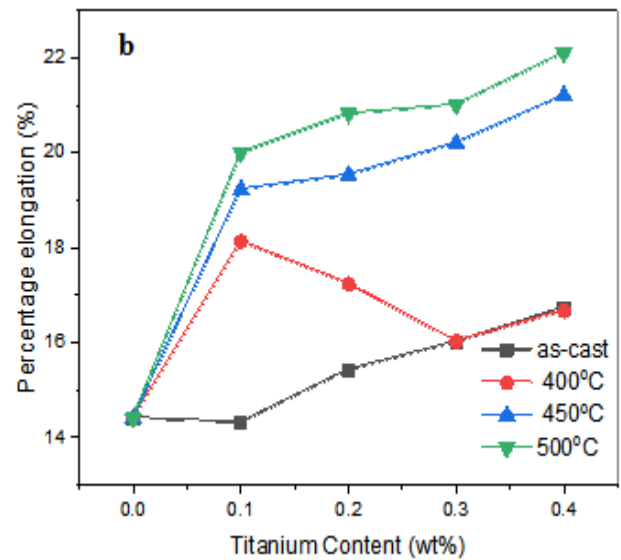 b
Percentage elongation (%)
22
20
18
16
14
as-cast
400°C
450°C
500°C
0.0 0.1 0.2 0.3 0.4
Titanium Content (wt%)